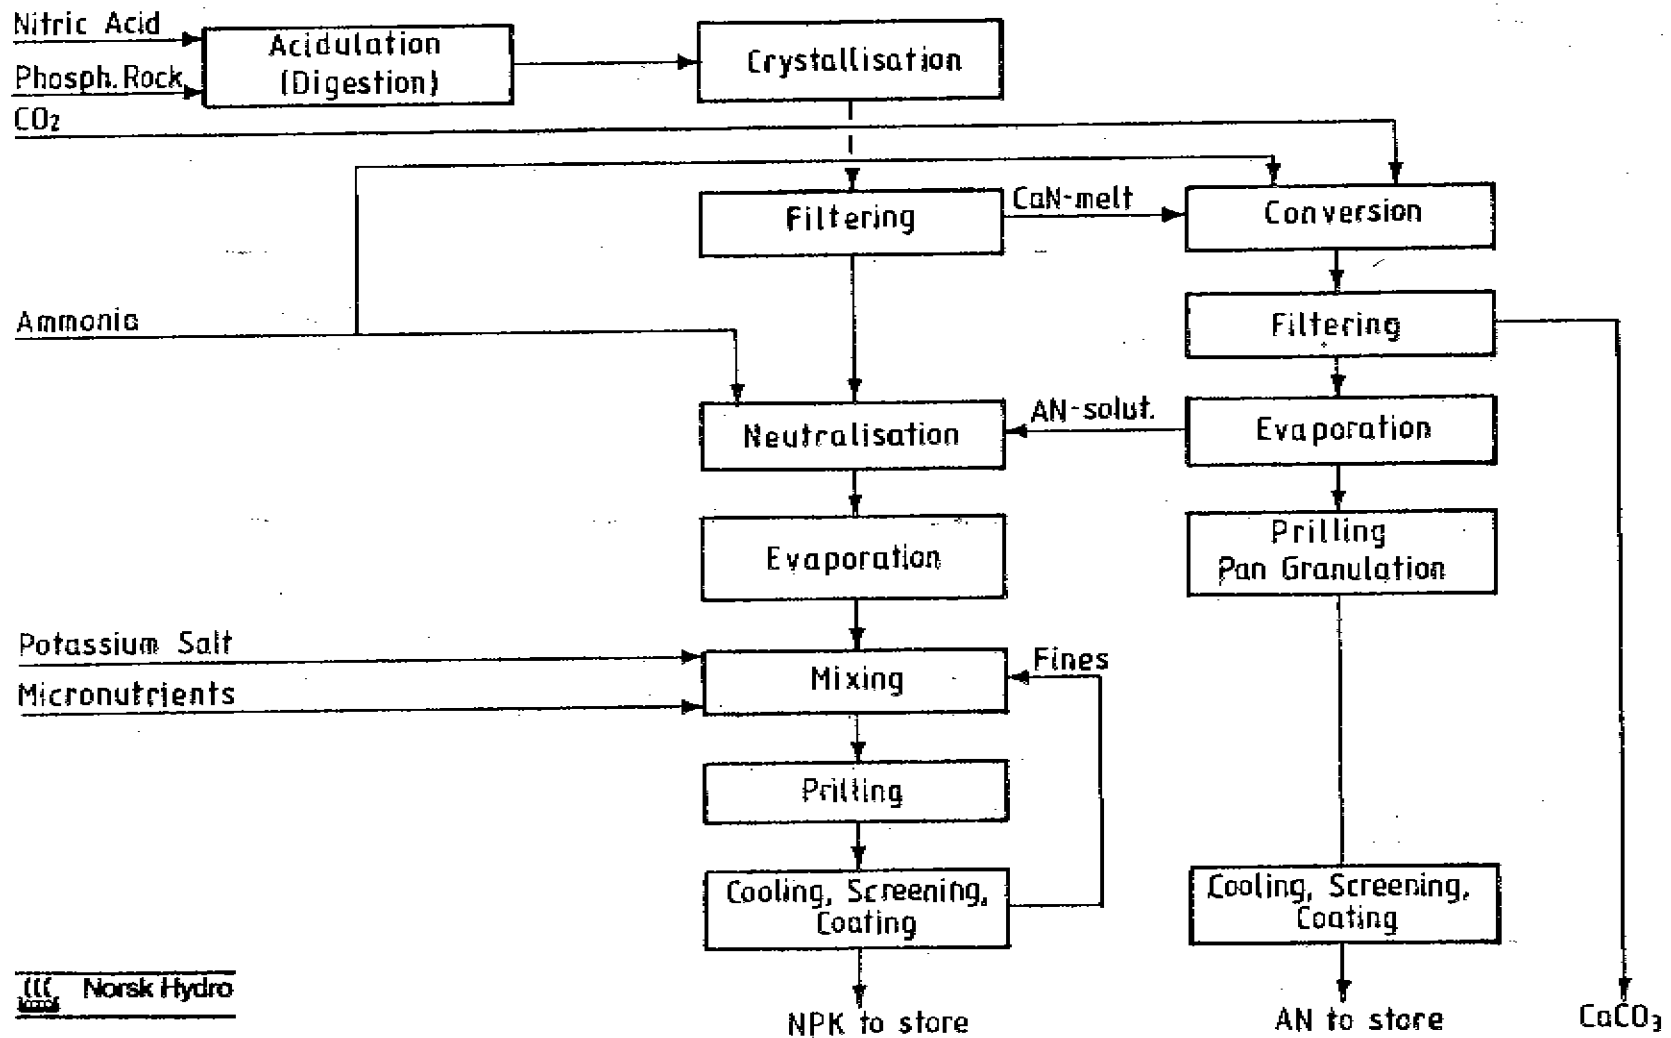 Nitric Acid
Phosph. Rock
CO₂
Acidulation
(Digestion)
Crystallisation
Filtering
CaN-melt
Conversion
Ammonia
Filtering
Neutralisation
AN-solut.
Evaporation
Evaporation
Prilling
Pan Granulation
Potassium Salt
Micronutrients
Mixing
Fines
Prilling
Cooling, Screening,
Coating
Cooling, Screening,
Coating
Norsk Hydro
NPK to store
AN to store
CaCO₃